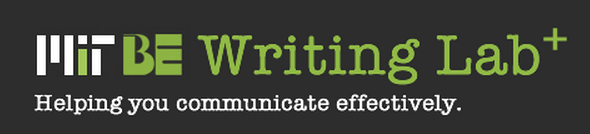 MIT BE Writing Lab+
Helping you communicate effectively.